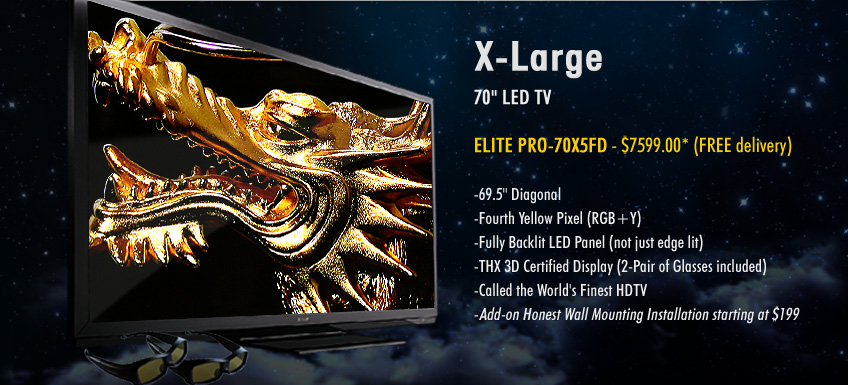 X-Large
70" LED TV
ELITE PRO-70X5FD - $7599.00* (FREE delivery)
-69.5" Diagonal
-Fourth Yellow Pixel (RGB+Y)
-Fully Backlit LED Panel (not just edge lit)
-THX 3D Certified Display (2-Pair of Glasses included)
-Called the World's Finest HDTV
-Add-on Honest Wall Mounting Installation starting at $199